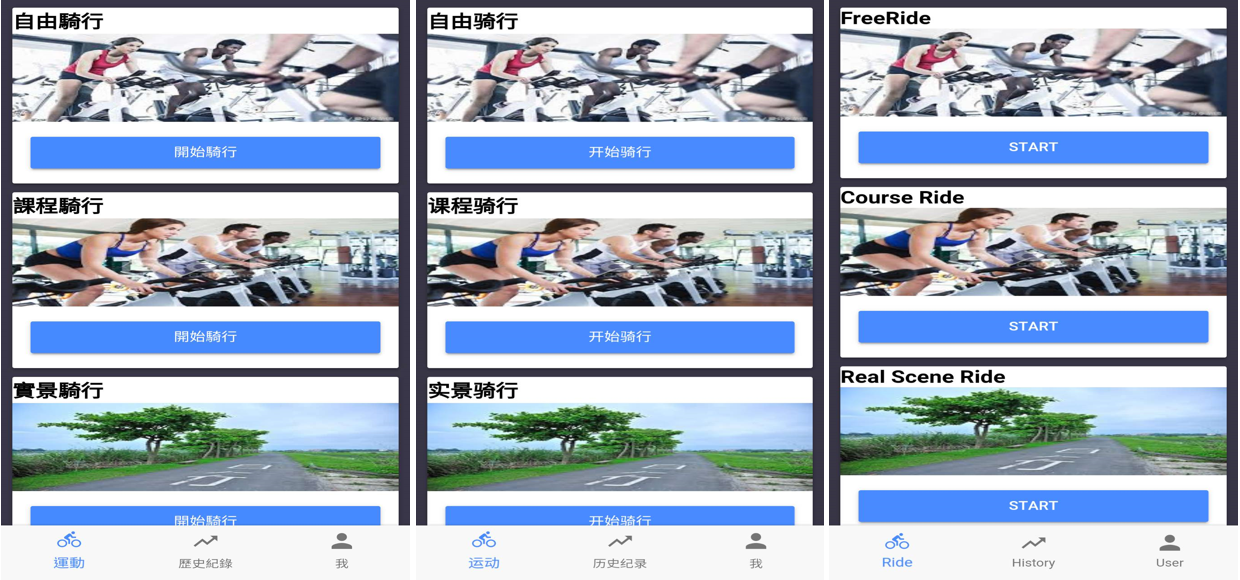 自由騎行
開始騎行
課程騎行
開始騎行
實景騎行
開始騎行
運動
歷史紀錄
我
自由骑行
开始骑行
课程骑行
开始骑行
实景骑行
开始骑行
运动
历史纪录
我
FreeRide
START
Course Ride
START
Real Scene Ride
START
Ride
History
User